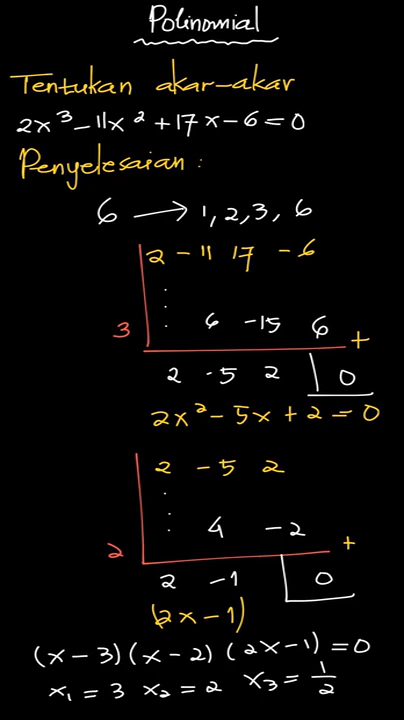 Polinomial
Tentukan akar-akar
2x³ - 11x² + 17x - 6 = 0
Penyelesaian :
6 → 1, 2, 3, 6
2 - 11 17 - 6
3 6 -15 6 +
2 -5 2 0
2x² - 5x + 2 = 0
2 - 5 2
2 4 - 2 +
2 -1 0
(2x - 1)
(x - 3)(x - 2)(2x - 1) = 0
x₁ = 3 x₂ = 2 x₃ = 1/2